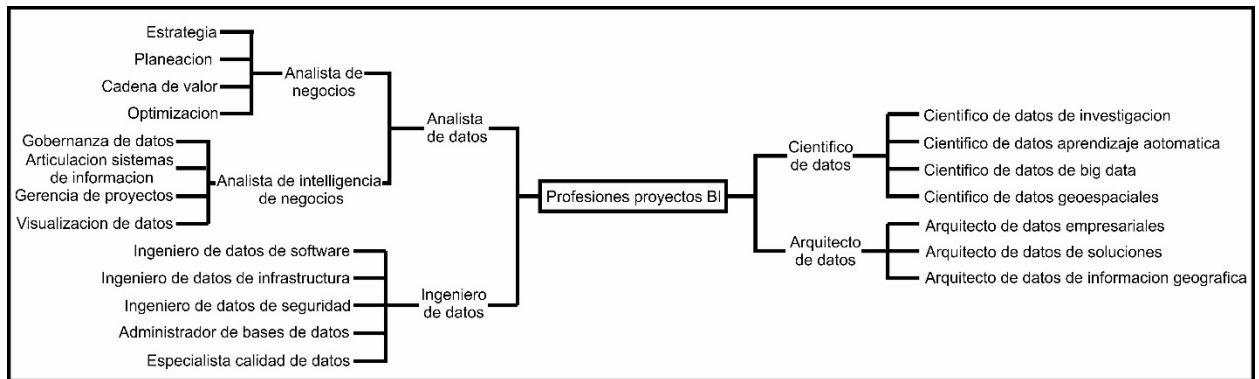 Estrategia
Planeacion
Cadena de valor
Optimizacion
Analista de
negocios
Gobernanza de datos
Articulacion sistemas
de informacion
Gerencia de proyectos
Visualizacion de datos
Analista de intelligencia
de negocios
Analista
de datos
Ingeniero de datos de software
Ingeniero de datos de infrastructura
Ingeniero de datos de seguridad
Administrador de bases de datos
Especialista calidad de datos
Ingeniero
de datos
Profesiones proyectos BI
Cientifico
de datos
Cientifico de datos de investigacion
Cientifico de datos aprendizaje aotomatica
Cientifico de datos de big data
Cientifico de datos geoespaciales
Arquitecto
de datos
Arquitecto de datos empresariales
Arquitecto de datos de soluciones
Arquitecto de datos de informacion geografica